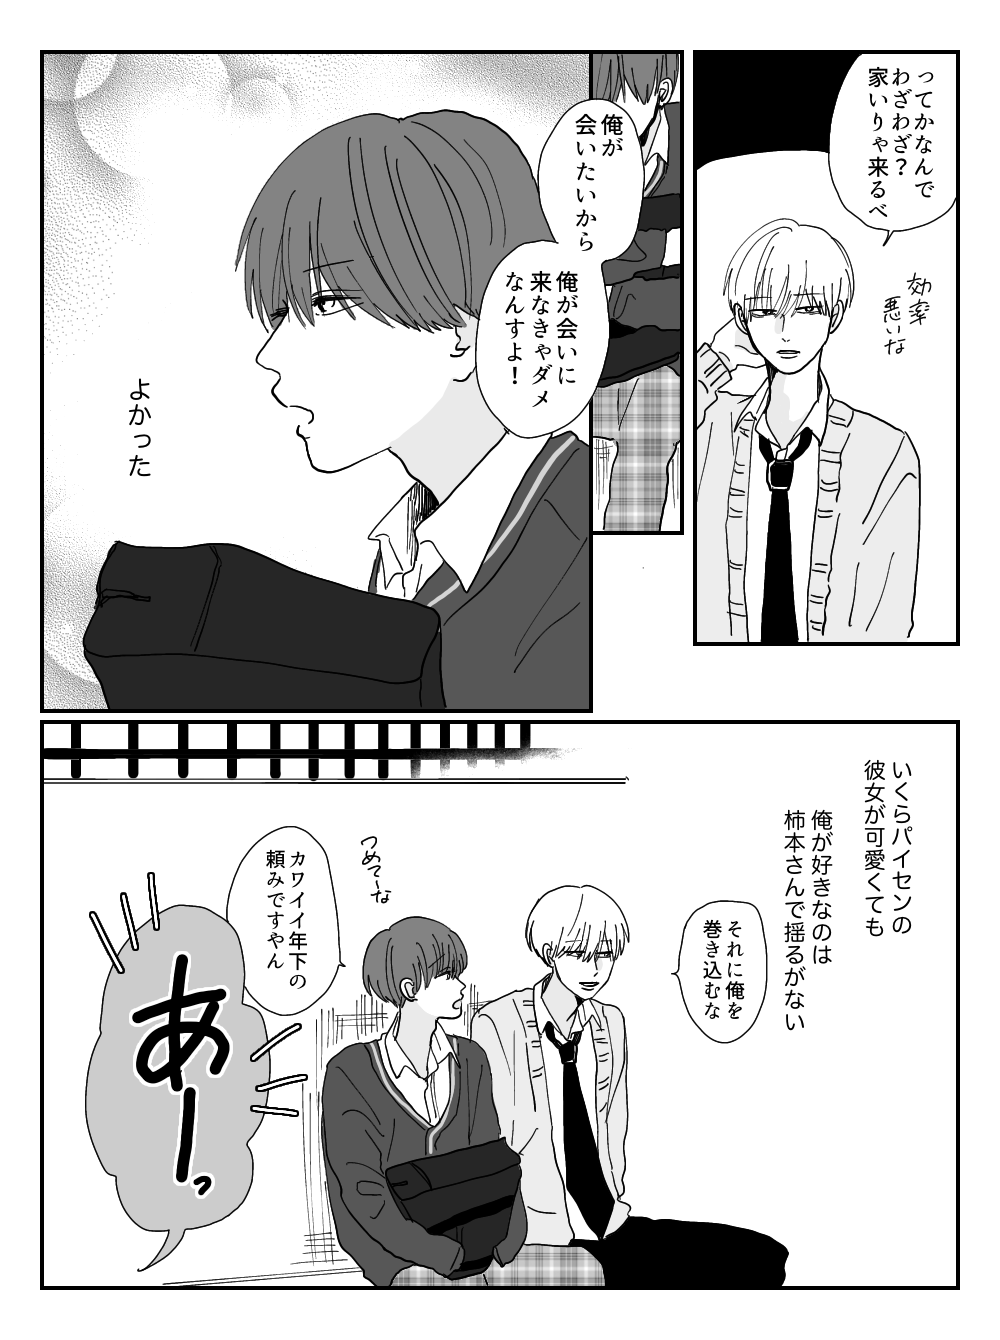 ってかなんで
わざわざ?
家いりゃ来るべ
効率
悪いな
俺が
会いたいから
俺が会いに
来なきゃダメ
なんすよ!
よかった
いくらパイセンの
彼女が可愛くても
俺が好きなのは
柿本さんで揺るがない
それに俺を
巻き込むな
つめてーな
カワイイ年下の
頼みですやん
あーっ